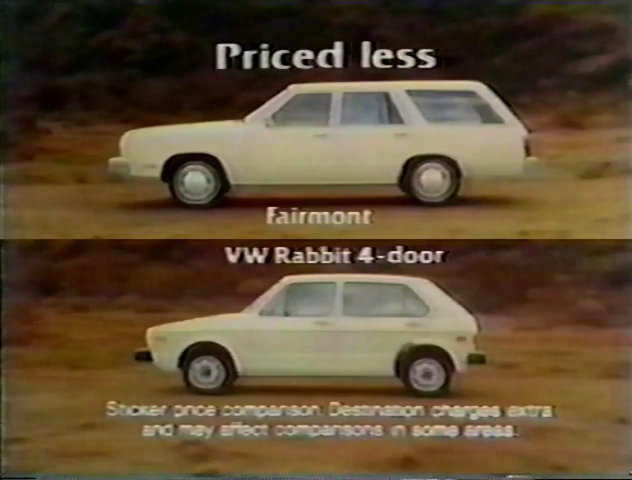 Priced less
Fairmont
VW Rabbit 4-door
Sticker price comparison. Destination charges extra
and may affect comparisons in some areas.